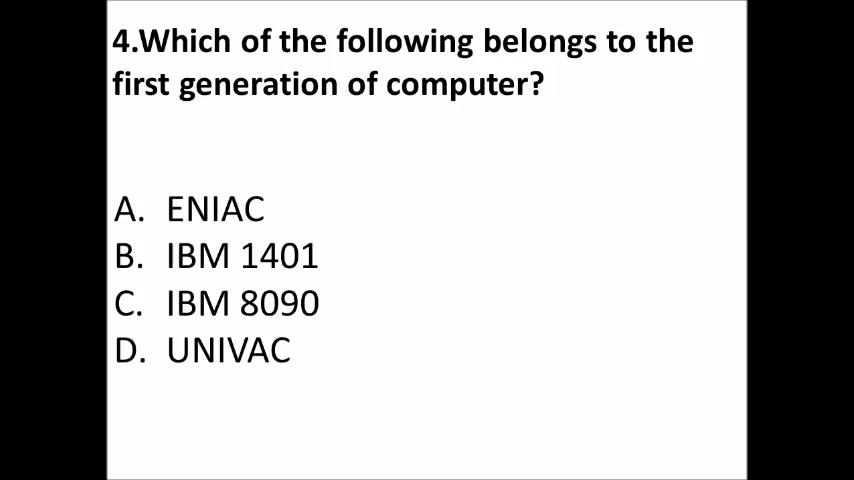 4.Which of the following belongs to the
first generation of computer?
A. ENIAC
B. IBM 1401
C. IBM 8090
D. UNIVAC